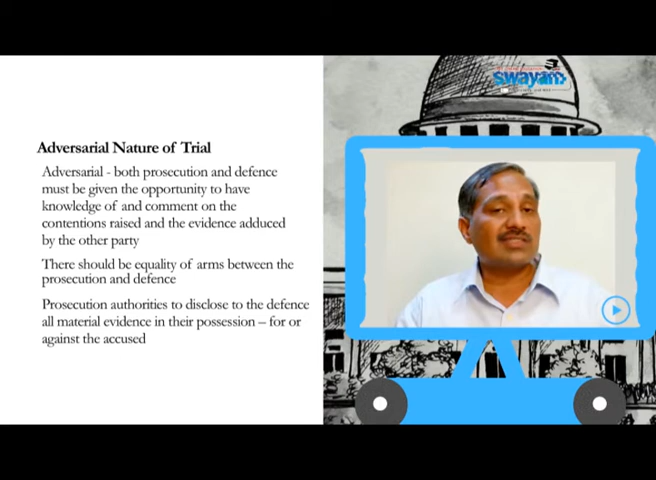 swayam
Adversarial Nature of Trial
Adversarial - both prosecution and defence
must be given the opportunity to have
knowledge of and comment on the
contentions raised and the evidence adduced
by the other party
There should be equality of arms between the
prosecution and defence
Prosecution authorities to disclose to the defence
all material evidence in their possession – for or
against the accused